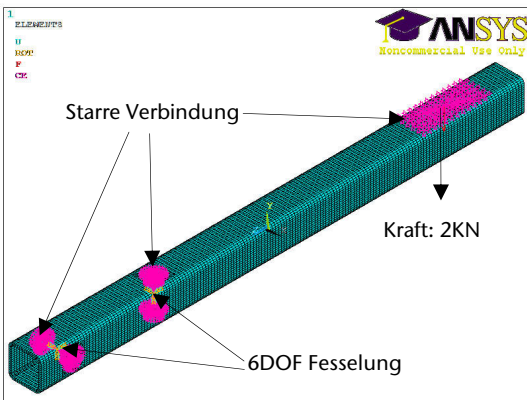 1
ELEMENTS
U
ROT
F
CE
ANSYS
Noncommercial Use Only
Starre Verbindung
Y
Kraft: 2KN
6DOF Fesselung